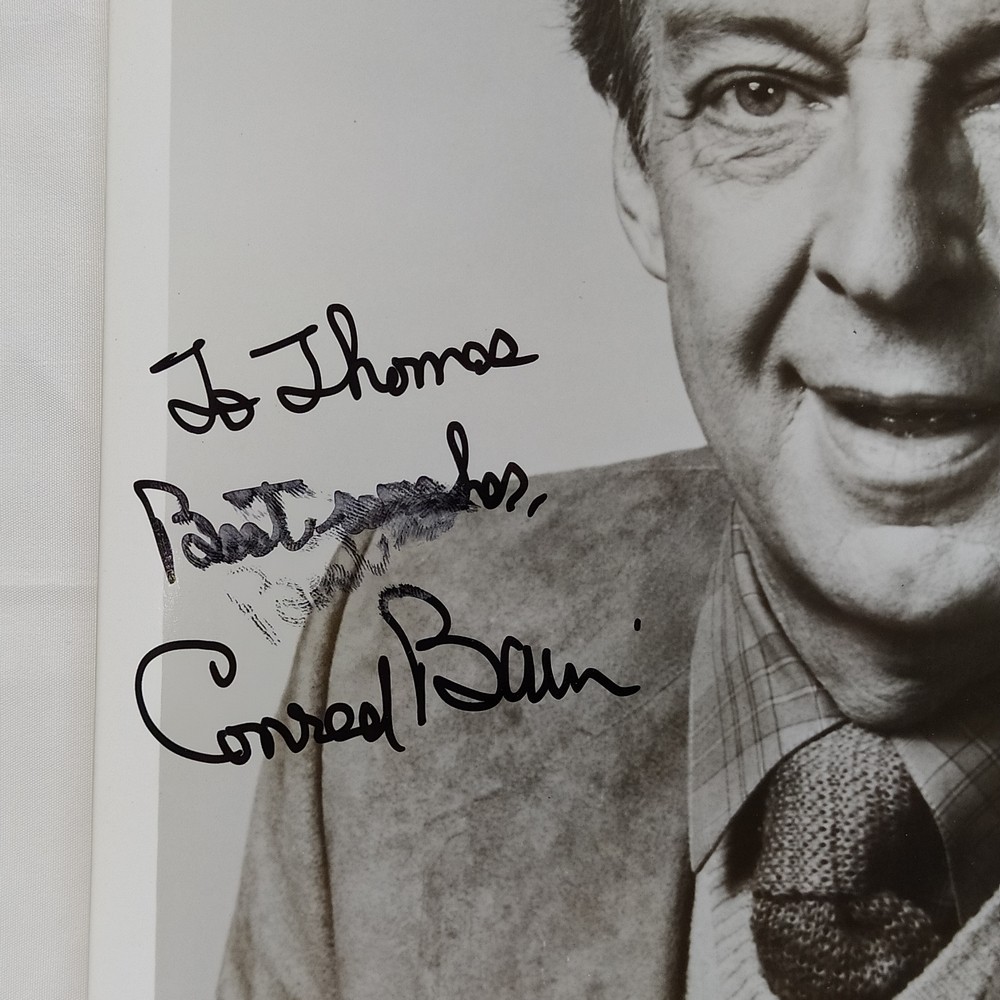 To Thomas
Best wishes,
Conrad Bain